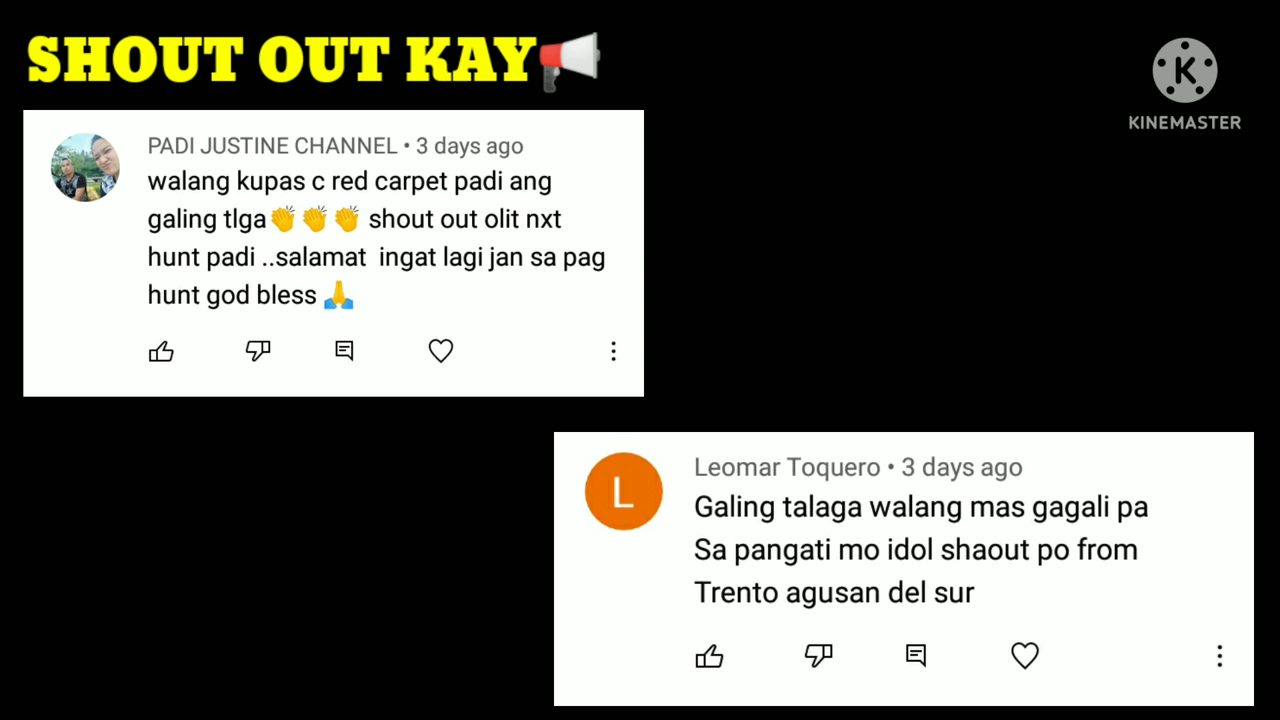 SHOUT OUT KAY📢
K
KINEMASTER
PADI JUSTINE CHANNEL • 3 days ago
walang kupas c red carpet padi ang
galing tlga👏👏👏 shout out olit nxt
hunt padi ..salamat  ingat lagi jan sa pag
hunt god bless 🙏
L
Leomar Toquero • 3 days ago
Galing talaga walang mas gagali pa
Sa pangati mo idol shaout po from
Trento agusan del sur